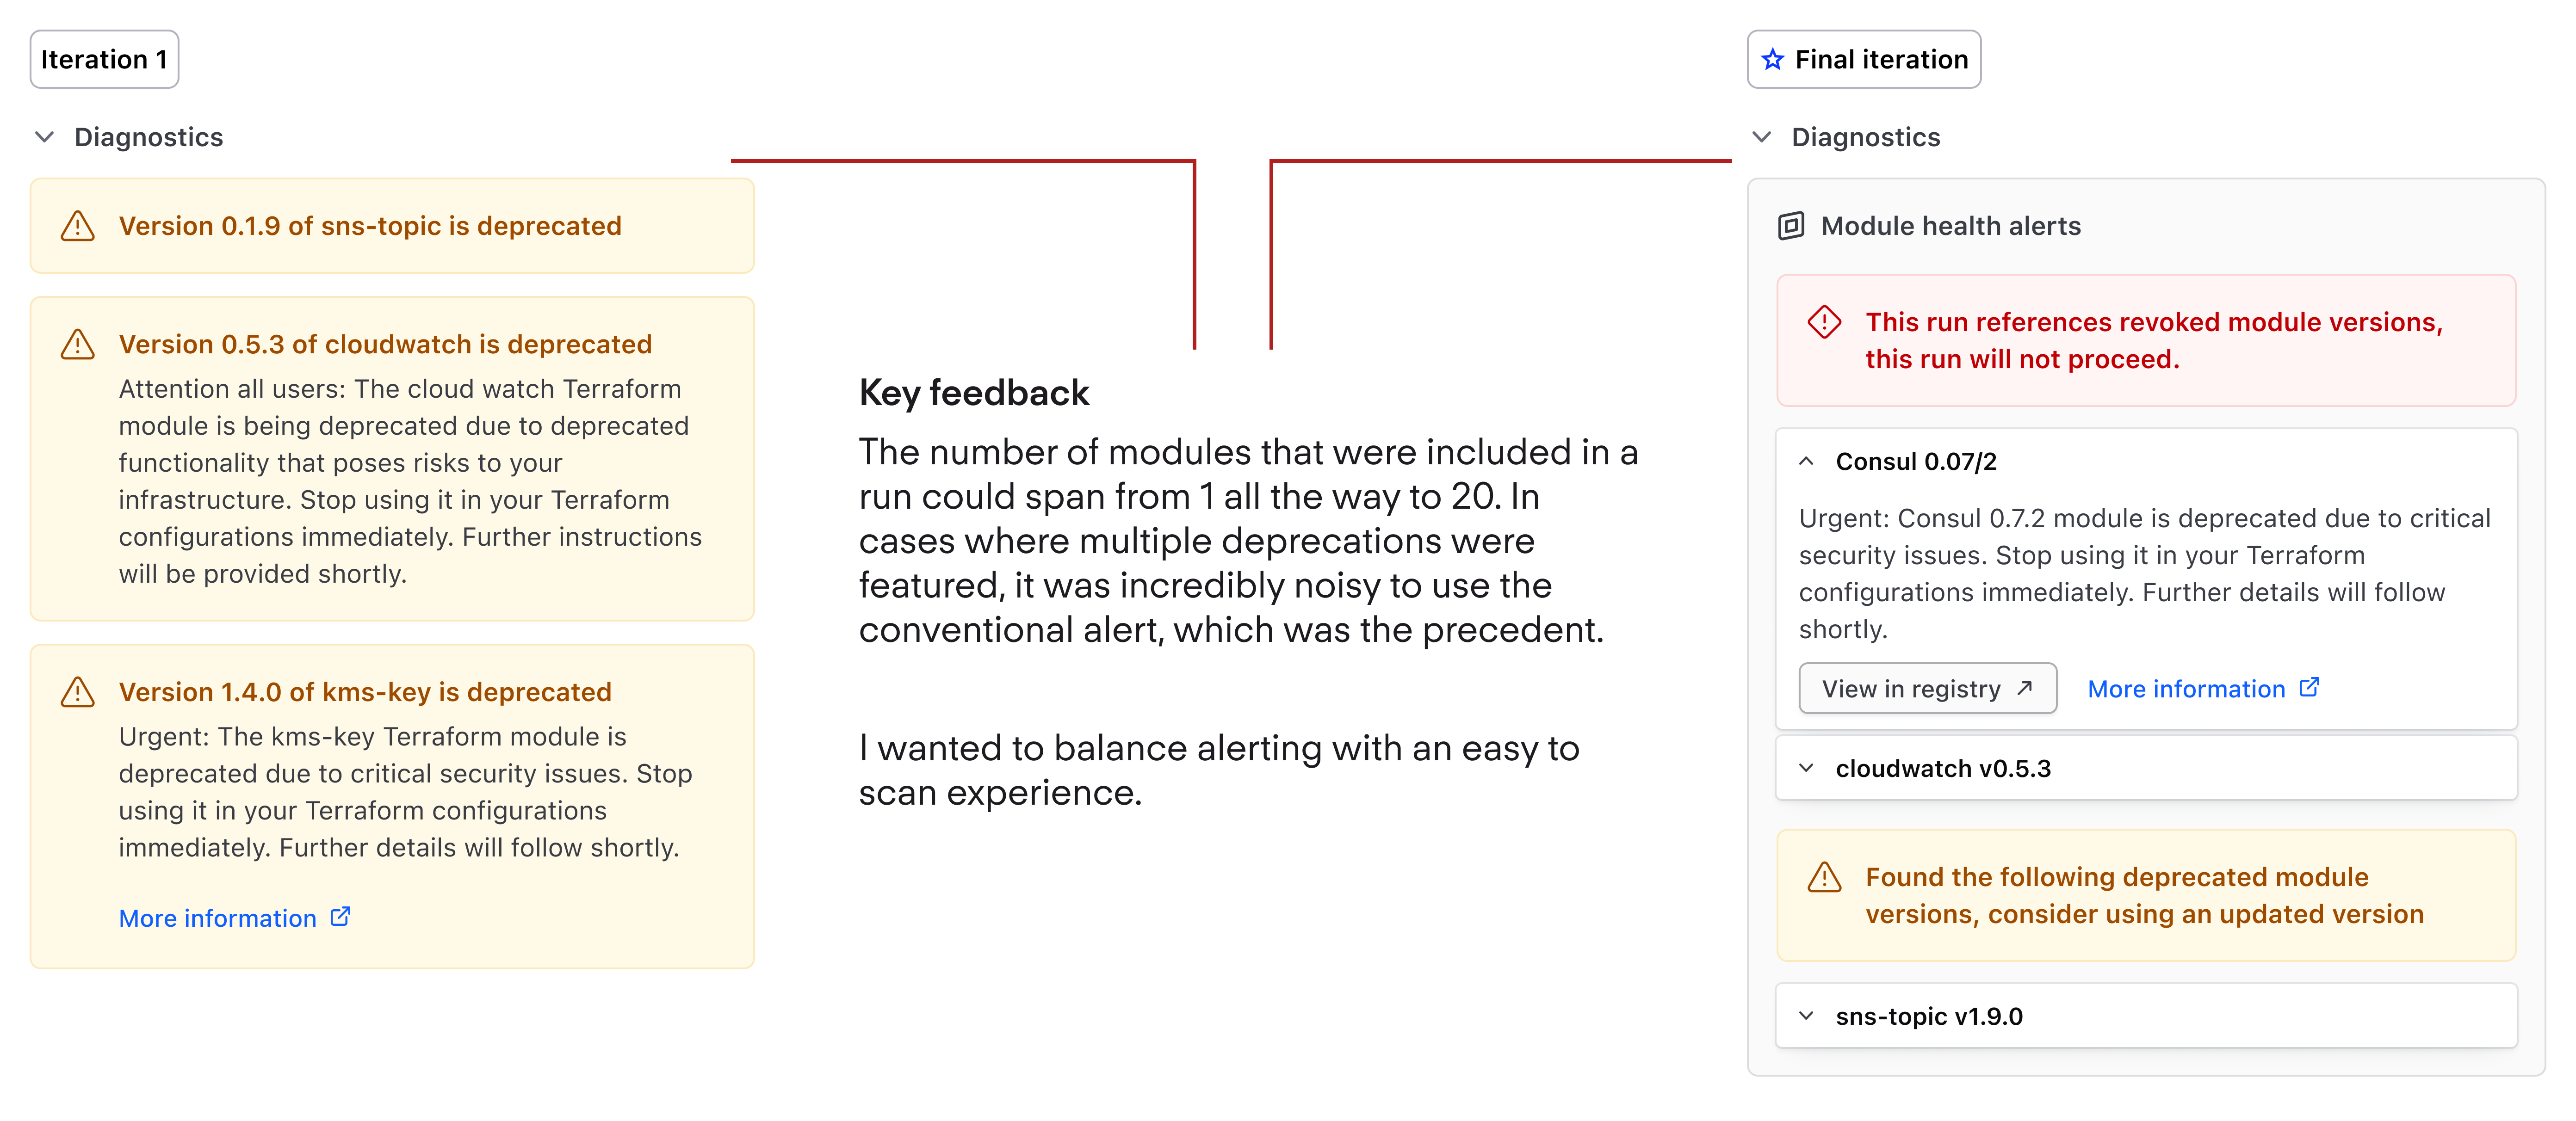 Iteration 1
Diagnostics
Version 0.1.9 of sns-topic is deprecated
Version 0.5.3 of cloudwatch is deprecated
Attention all users: The cloud watch Terraform
module is being deprecated due to deprecated
functionality that poses risks to your
infrastructure. Stop using it in your Terraform
configurations immediately. Further instructions
will be provided shortly.
Version 1.4.0 of kms-key is deprecated
Urgent: The kms-key Terraform module is
deprecated due to critical security issues. Stop
using it in your Terraform configurations
immediately. Further details will follow shortly.
More information
Key feedback
The number of modules that were included in a
run could span from 1 all the way to 20. In
cases where multiple deprecations were
featured, it was incredibly noisy to use the
conventional alert, which was the precedent.
I wanted to balance alerting with an easy to
scan experience.
Final iteration
Diagnostics
Module health alerts
This run references revoked module versions,
this run will not proceed.
Consul 0.07/2
Urgent: Consul 0.7.2 module is deprecated due to critical
security issues. Stop using it in your Terraform
configurations immediately. Further details will follow
shortly.
View in registry
More information
cloudwatch v0.5.3
Found the following deprecated module
versions, consider using an updated version
sns-topic v1.9.0